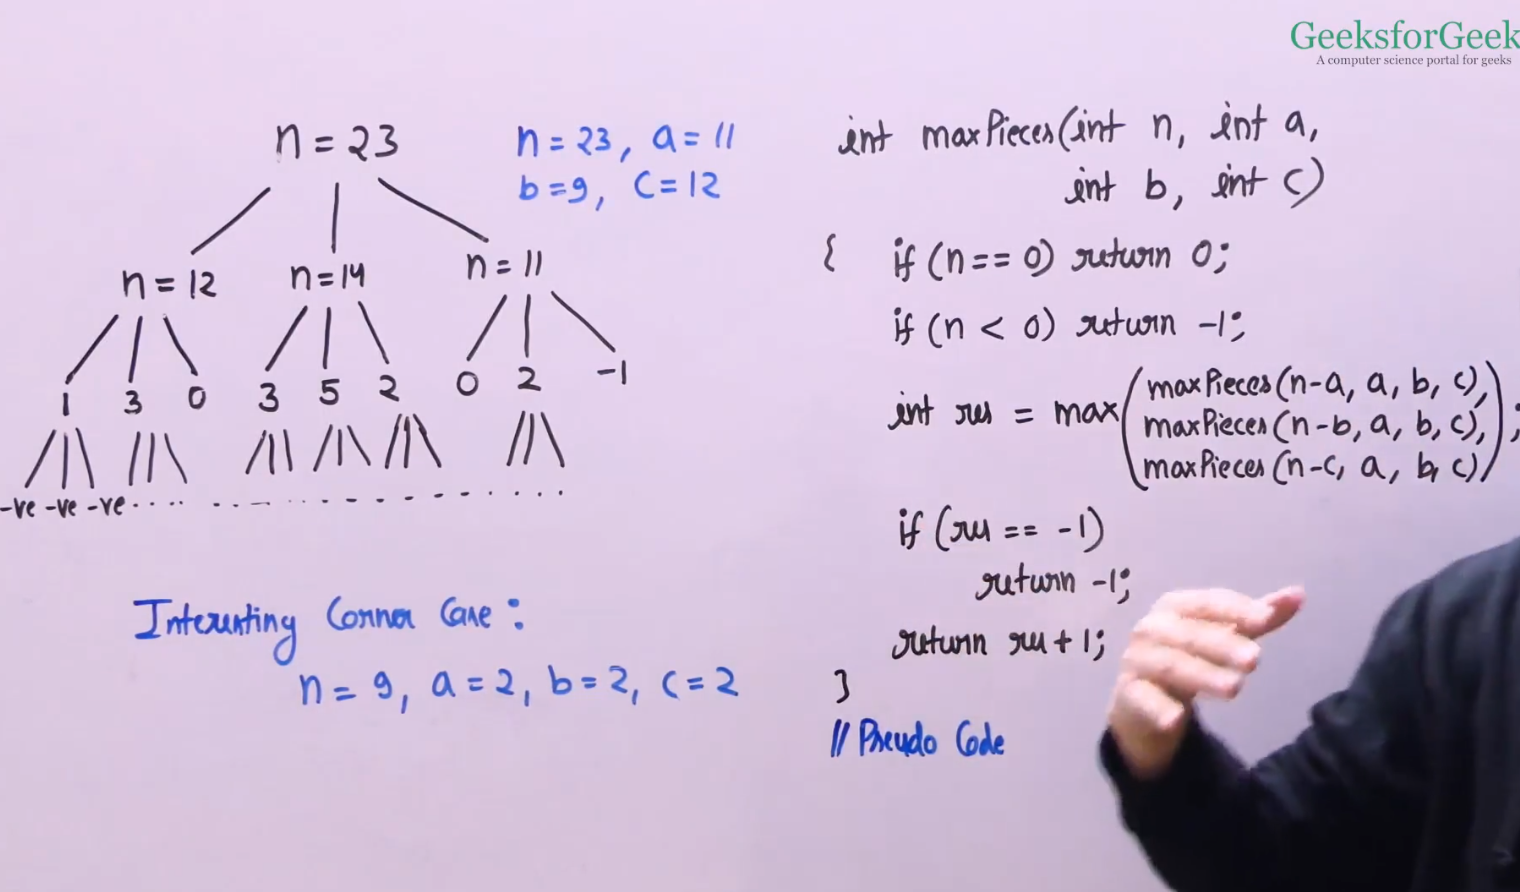 GeeksforGeek
A computer science portal for geeks
n = 23
n = 23, a = 11
b = 9, c = 12
n = 12 n = 14 n = 11
1 3 0 3 5 2 0 2 -1
-ve -ve -ve ....
Interesting Corner Case :
n = 9, a = 2, b = 2, c = 2
int maxPieces(int n, int a,
int b, int c)
{ if (n == 0) return 0;
if (n < 0) return -1;
int res = max(maxPieces(n-a, a, b, c),
maxPieces(n-b, a, b, c),
maxPieces(n-c, a, b, c));
if (res == -1)
return -1;
return res + 1;
}
// Pseudo Code